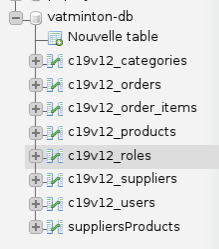 vatminton-db
Nouvelle table
c19v12_categories
c19v12_orders
c19v12_order_items
c19v12_products
c19v12_roles
c19v12_suppliers
c19v12_users
suppliersProducts